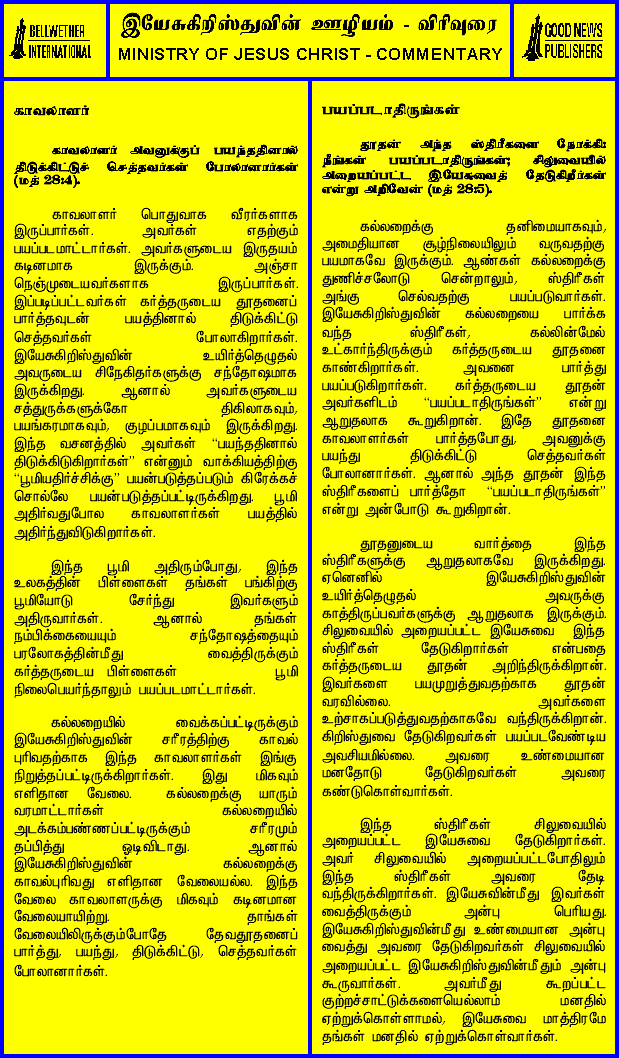 BELLWETHER
INTERNATIONAL
இயேசுகிறிஸ்துவின் ஊழியம் - விரிவுரை
MINISTRY OF JESUS CHRIST - COMMENTARY
GOOD NEWS
PUBLISHERS
காவலாளர்
காவலாளர் அவனுக்குப் பயந்ததினால்
திடுக்கிட்டுச் செத்தவர்கள் போலானார்கள்
(மத் 28:4).
காவலாளர் பொதுவாக வீரர்களாக
இருப்பார்கள். அவர்கள் எதற்கும்
பயப்படமாட்டார்கள். அவர்களுடைய இருதயம்
கடினமாக இருக்கும். அஞ்சா
நெஞ்முடையவர்களாக இருப்பார்கள்.
இப்படிப்பட்டவர்கள் கர்த்தருடைய தூதனைப்
பார்த்தவுடன் பயத்தினால் திடுக்கிட்டு
செத்தவர்கள் போலாகிறார்கள்.
இயேசுகிறிஸ்துவின் உயிர்த்தெழுதல்
அவருடைய சிநேகிதர்களுக்கு சந்தோஷமாக
இருக்கிறது. ஆனால் அவர்களுடைய
சத்துருக்களுக்கோ திகிலாகவும்,
பயங்கரமாகவும், குழப்பமாகவும் இருக்கிறது.
இந்த வசனத்தில் அவர்கள் “பயந்ததினால்
திடுக்கிடுகிறார்கள்” என்னும் வாக்கியத்திற்கு
“பூமியதிர்ச்சிக்கு” பயன்படுத்தப்படும் கிரேக்கச்
சொல்லே பயன்படுத்தப்பட்டிருக்கிறது. பூமி
அதிர்வதுபோல காவலாளர்கள் பயத்தில்
அதிர்ந்துவிடுகிறார்கள்.
இந்த பூமி அதிரும்போது, இந்த
உலகத்தின் பிள்ளைகள் தங்கள் பங்கிற்கு
பூமியோடு சேர்ந்து இவர்களும்
அதிருவார்கள். ஆனால் தங்கள்
நம்பிக்கையையும் சந்தோஷத்தையும்
பரலோகத்தின்மீது வைத்திருக்கும்
கர்த்தருடைய பிள்ளைகள் பூமி
நிலைபெயர்ந்தாலும் பயப்படமாட்டார்கள்.
கல்லறையில் வைக்கப்பட்டிருக்கும்
இயேசுகிறிஸ்துவின் சரீரத்திற்கு காவல்
புரிவதற்காக இந்த காவலாளர்கள் இங்கு
நிறுத்தப்பட்டிருக்கிறார்கள். இது மிகவும்
எளிதான வேலை. கல்லறைக்கு யாரும்
வரமாட்டார்கள் கல்லறையில்
அடக்கம்பண்ணப்பட்டிருக்கும் சரீரமும்
தப்பித்து ஓடிவிடாது. ஆனால்
இயேசுகிறிஸ்துவின் கல்லறைக்கு
காவல்புரிவது எளிதான வேலையல்ல. இந்த
வேலை காவலாளருக்கு மிகவும் கடினமான
வேலையாயிற்று. தாங்கள்
வேலையிலிருக்கும்போதே தேவதூதனைப்
பார்த்து, பயந்து, திடுக்கிட்டு, செத்தவர்கள்
போலானார்கள்.
பயப்படாதிருங்கள்
தூதன் அந்த ஸ்திரீகளை நோக்கி:
நீங்கள் பயப்படாதிருங்கள்; சிலுவையில்
அறையப்பட்ட இயேசுவைத் தேடுகிறீர்கள்
என்று அறிவேன் (மத் 28:5).
கல்லறைக்கு தனிமையாகவும்,
அமைதியான சூழ்நிலையிலும் வருவதற்கு
பயமாகவே இருக்கும். ஆண்கள் கல்லறைக்கு
துணிச்சலோடு சென்றாலும், ஸ்திரீகள்
அங்கு செல்வதற்கு பயப்படுவார்கள்.
இயேசுகிறிஸ்துவின் கல்லறையை பார்க்க
வந்த ஸ்திரீகள், கல்லின்மேல்
உட்கார்ந்திருக்கும் கர்த்தருடைய தூதனை
காண்கிறார்கள். அவனை பார்த்து
பயப்படுகிறார்கள். கர்த்தருடைய தூதன்
அவர்களிடம் “பயப்படாதிருங்கள்” என்று
ஆறுதலாக கூறுகிறான். இதே தூதனை
காவலாளர்கள் பார்த்தபோது, அவனுக்கு
பயந்து திடுக்கிட்டு செத்தவர்கள்
போலானார்கள். ஆனால் அந்த தூதன் இந்த
ஸ்திரீகளைப் பார்த்தோ “பயப்படாதிருங்கள்”
என்று அன்போடு கூறுகிறான்.
தூதனுடைய வார்த்தை இந்த
ஸ்திரீகளுக்கு ஆறுதலாகவே இருக்கிறது.
ஏனெனில் இயேசுகிறிஸ்துவின்
உயிர்த்தெழுதல் அவருக்கு
காத்திருப்பவர்களுக்கு ஆறுதலாக இருக்கும்.
சிலுவையில் அறையப்பட்ட இயேசுவை இந்த
ஸ்திரீகள் தேடுகிறார்கள் என்பதை
கர்த்தருடைய தூதன் அறிந்திருக்கிறான்.
இவர்களை பயமுறுத்துவதற்காக தூதன்
வரவில்லை. அவர்களை
உற்சாகப்படுத்துவதற்காகவே வந்திருக்கிறான்.
கிறிஸ்துவை தேடுகிறவர்கள் பயப்படவேண்டிய
அவசியமில்லை. அவரை உண்மையான
மனதோடு தேடுகிறவர்கள் அவரை
கண்டுகொள்வார்கள்.
இந்த ஸ்திரீகள் சிலுவையில்
அறையப்பட்ட இயேசுவை தேடுகிறார்கள்.
அவர் சிலுவையில் அறையப்பட்டபோதிலும்
இந்த ஸ்திரீகள் அவரை தேடி
வந்திருக்கிறார்கள். இயேசுவின்மீது இவர்கள்
வைத்திருக்கும் அன்பு பெரியது.
இயேசுகிறிஸ்துவின்மீது உண்மையான அன்பு
வைத்து அவரை தேடுகிறவர்கள் சிலுவையில்
அறையப்பட்ட இயேசுகிறிஸ்துவின்மீதும் அன்பு
கூருவார்கள். அவர்மீது கூறப்பட்ட
குற்றச்சாட்டுக்களையெல்லாம் மனதில்
ஏற்றுக்கொள்ளாமல், இயேசுவை மாத்திரமே
தங்கள் மனதில் ஏற்றுக்கொள்வார்கள்.